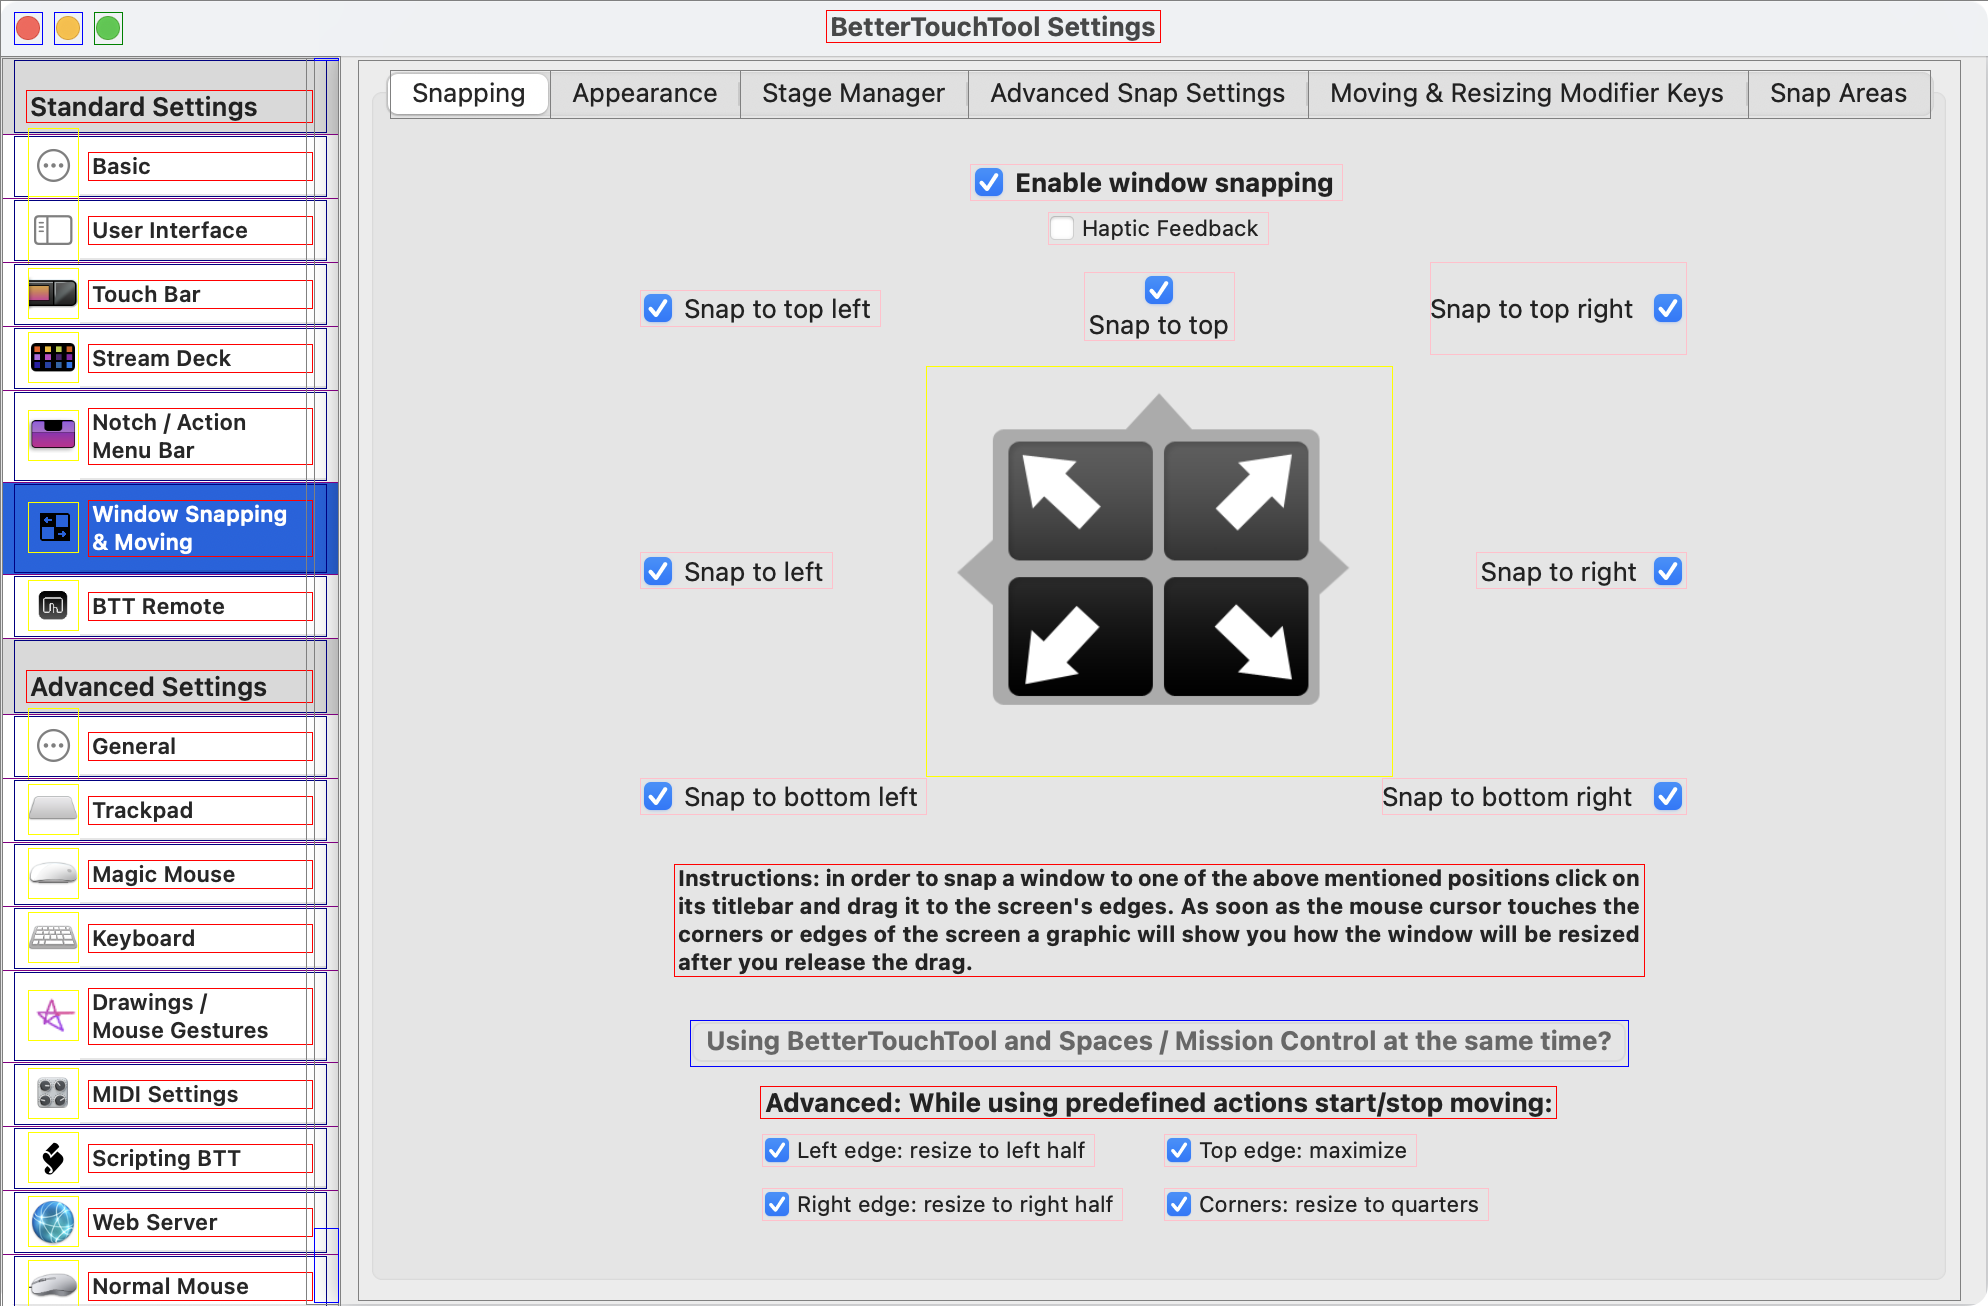 BetterTouchTool Settings
Standard Settings
Basic
User Interface
Touch Bar
Stream Deck
Notch / Action
Menu Bar
Window Snapping
& Moving
BTT Remote
Advanced Settings
General
Trackpad
Magic Mouse
Keyboard
Drawings /
Mouse Gestures
MIDI Settings
Scripting BTT
Web Server
Normal Mouse
Snapping
Appearance
Stage Manager
Advanced Snap Settings
Moving & Resizing Modifier Keys
Snap Areas
Enable window snapping
Haptic Feedback
Snap to top left
Snap to top
Snap to top right
Snap to left
Snap to right
Snap to bottom left
Snap to bottom right
Instructions: in order to snap a window to one of the above mentioned positions click on
its titlebar and drag it to the screen's edges. As soon as the mouse cursor touches the
corners or edges of the screen a graphic will show you how the window will be resized
after you release the drag.
Using BetterTouchTool and Spaces / Mission Control at the same time?
Advanced: While using predefined actions start/stop moving:
Left edge: resize to left half
Top edge: maximize
Right edge: resize to right half
Corners: resize to quarters